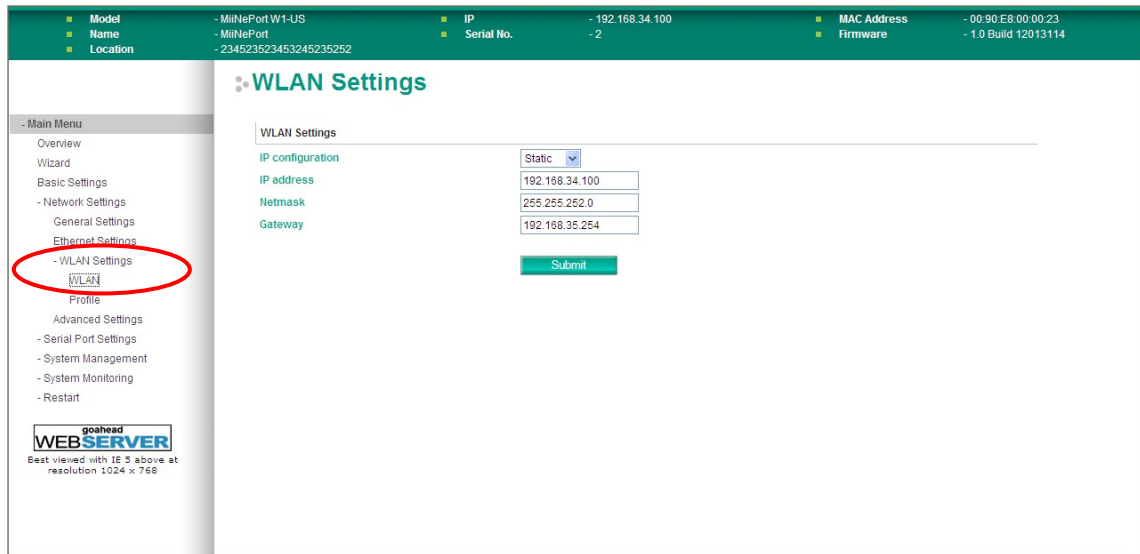 Model - MiiNePort W1-US IP - 192.168.34.100 MAC Address - 00:90:E8:00:00:23
Name - MiiNePort Serial No. - 2 Firmware - 1.0 Build 12013114
Location - 234523523453245235252
WLAN Settings
- Main Menu
Overview
Wizard
Basic Settings
- Network Settings
General Settings
Ethernet Settings
- WLAN Settings
WLAN
Profile
Advanced Settings
- Serial Port Settings
- System Management
- System Monitoring
- Restart
goahead
WEBSERVER
Best viewed with IE 5 above at
resolution 1024 x 768
WLAN Settings
IP configuration Static
IP address 192.168.34.100
Netmask 255.255.252.0
Gateway 192.168.35.254
Submit